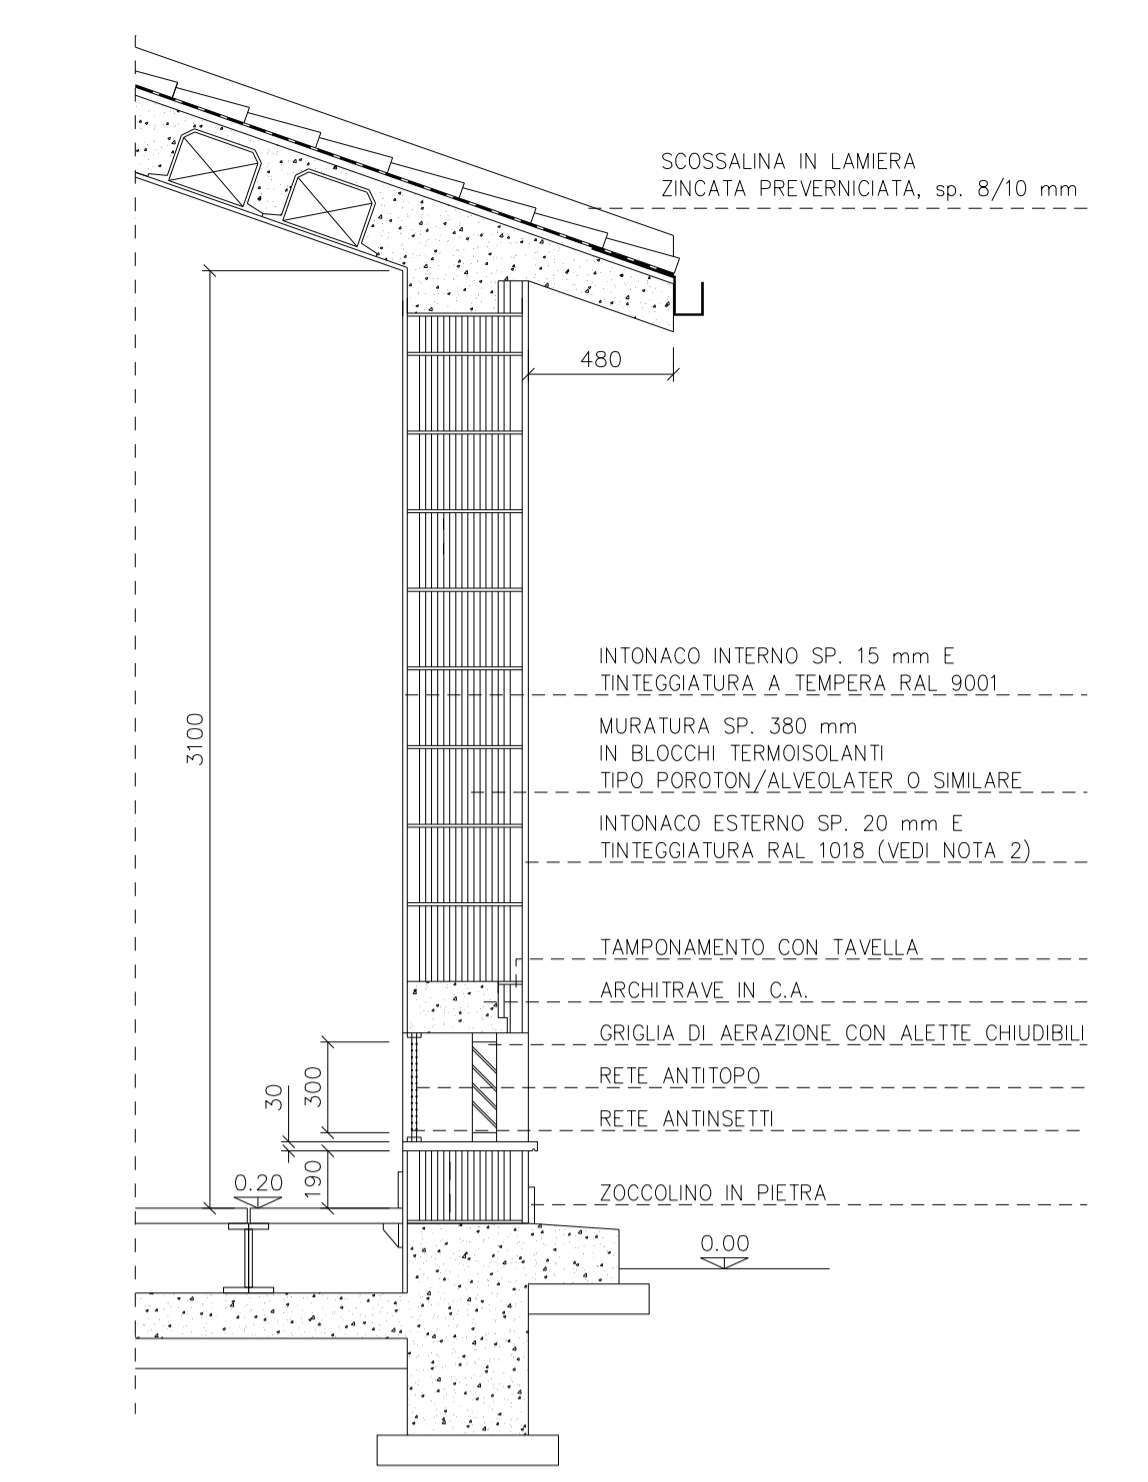 SCOSSALINA IN LAMIERA
ZINCATA PREVERNICIATA, sp. 8/10 mm
480
3100
INTONACO INTERNO SP. 15 mm E
TINTEGGIATURA A TEMPERA RAL 9001
MURATURA SP. 380 mm
IN BLOCCHI TERMOISOLANTI
TIPO POROTON/ALVEOLATER O SIMILARE
INTONACO ESTERNO SP. 20 mm E
TINTEGGIATURA RAL 1018 (VEDI NOTA 2)
TAMPONAMENTO CON TAVELLA
ARCHITRAVE IN C.A.
GRIGLIA DI AERAZIONE CON ALETTE CHIUDIBILI
RETE ANTITOPO
RETE ANTINSETTI
300
30
190
0.20
ZOCCOLINO IN PIETRA
0.00